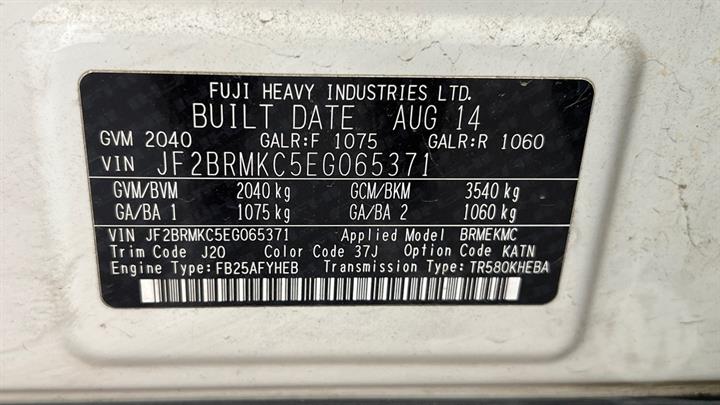 FUJI HEAVY INDUSTRIES LTD.
BUILT DATE AUG 14
GVM 2040 GALR:F 1075 GALR:R 1060
VIN JF2BRMKC5EG065371
GVM/BVM 2040 kg GCM/BKM 3540 kg
GA/BA 1 1075 kg GA/BA 2 1060 kg
VIN JF2BRMKC5EG065371 Applied Model BRMEKMC
Trim Code J20 Color Code 37J Option Code KATN
Engine Type:FB25AFYHEB Transmission Type:TR580KHEBA